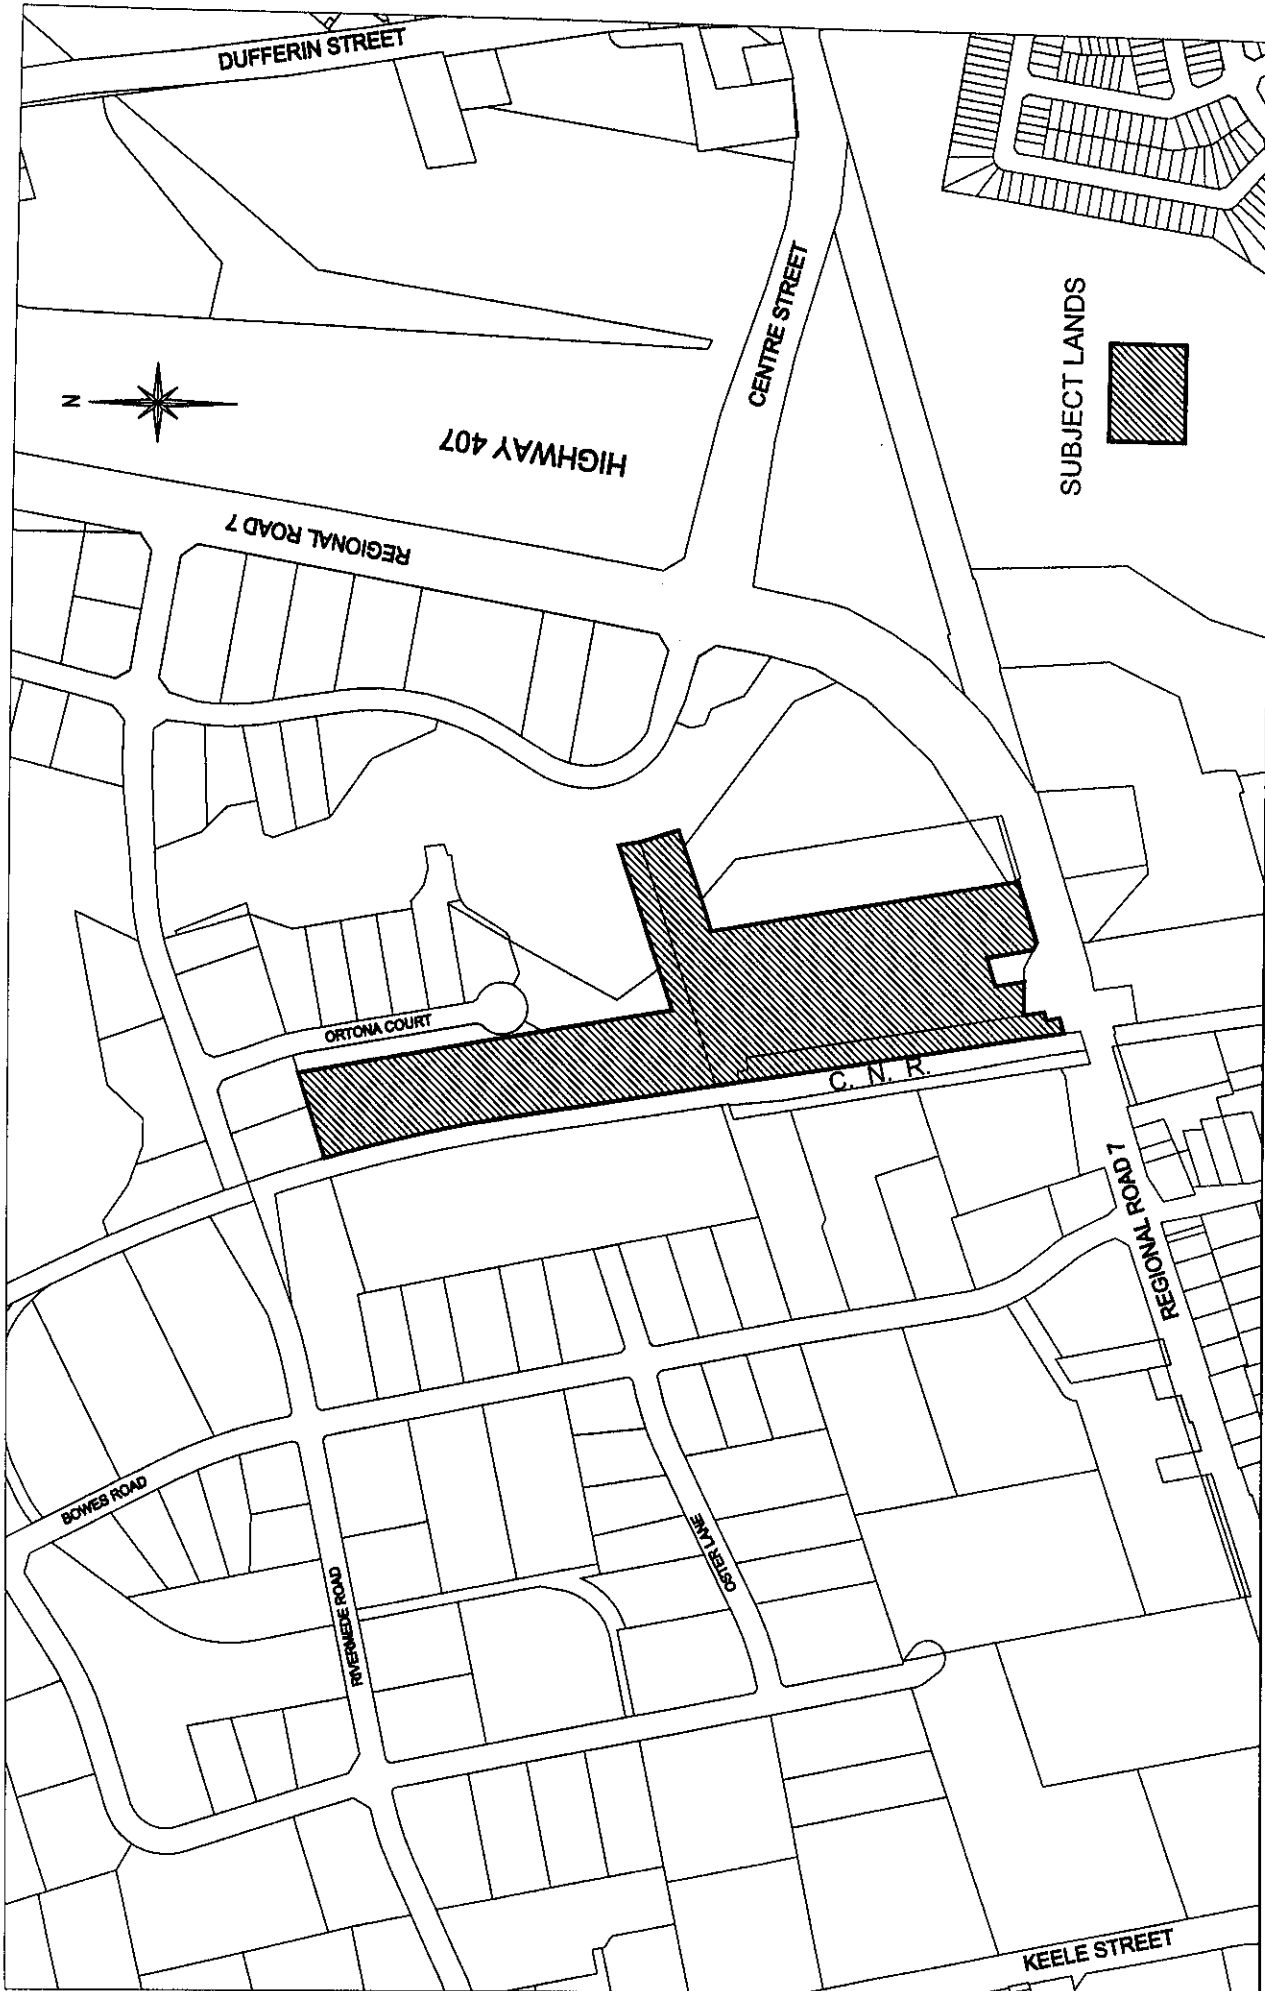 DUFFERIN STREET
CENTRE STREET
N
HIGHWAY 407
REGIONAL ROAD 7
SUBJECT LANDS
ORTONA COURT
C. N. R.
REGIONAL ROAD 7
BOWES ROAD
RIVERMEDE ROAD
OSTER LANE
KEELE STREET